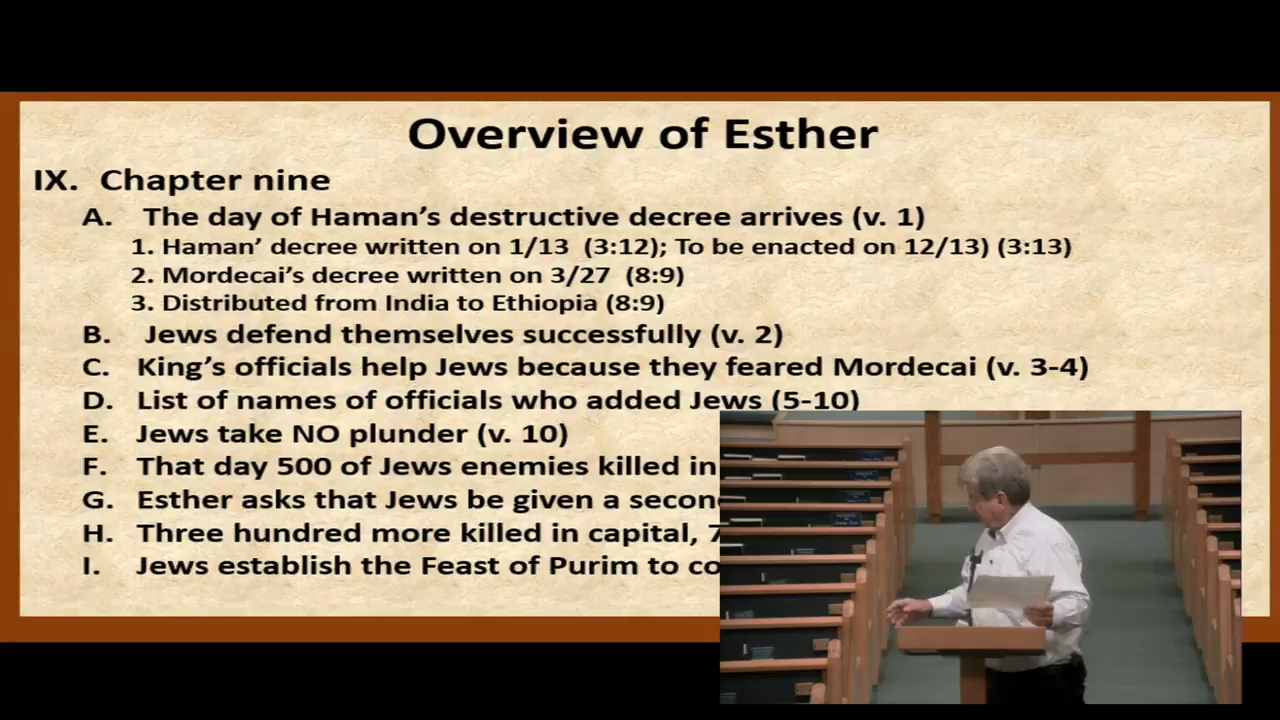 Overview of Esther
IX. Chapter nine
A. The day of Haman's destructive decree arrives (v. 1)
1. Haman' decree written on 1/13 (3:12); To be enacted on 12/13) (3:13)
2. Mordecai's decree written on 3/27 (8:9)
3. Distributed from India to Ethiopia (8:9)
B. Jews defend themselves successfully (v. 2)
C. King's officials help Jews because they feared Mordecai (v. 3-4)
D. List of names of officials who added Jews (5-10)
E. Jews take NO plunder (v. 10)
F. That day 500 of Jews enemies killed in
G. Esther asks that Jews be given a secon
H. Three hundred more killed in capital, 7
I. Jews establish the Feast of Purim to co